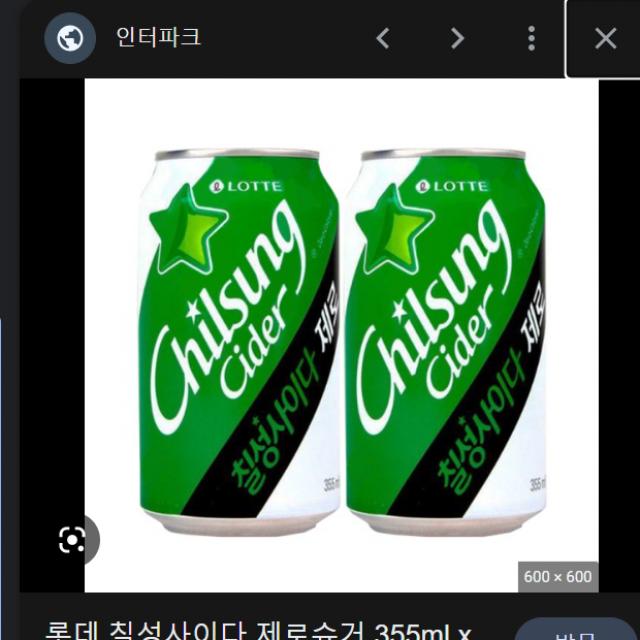 인터파크
LOTTE
Chilsung
Cider
칠성사이다 제로
LOTTE
Chilsung
Cider
칠성사이다 제로
600 × 600
롯데 칠성사이다 제로슈거 355ml x
방문